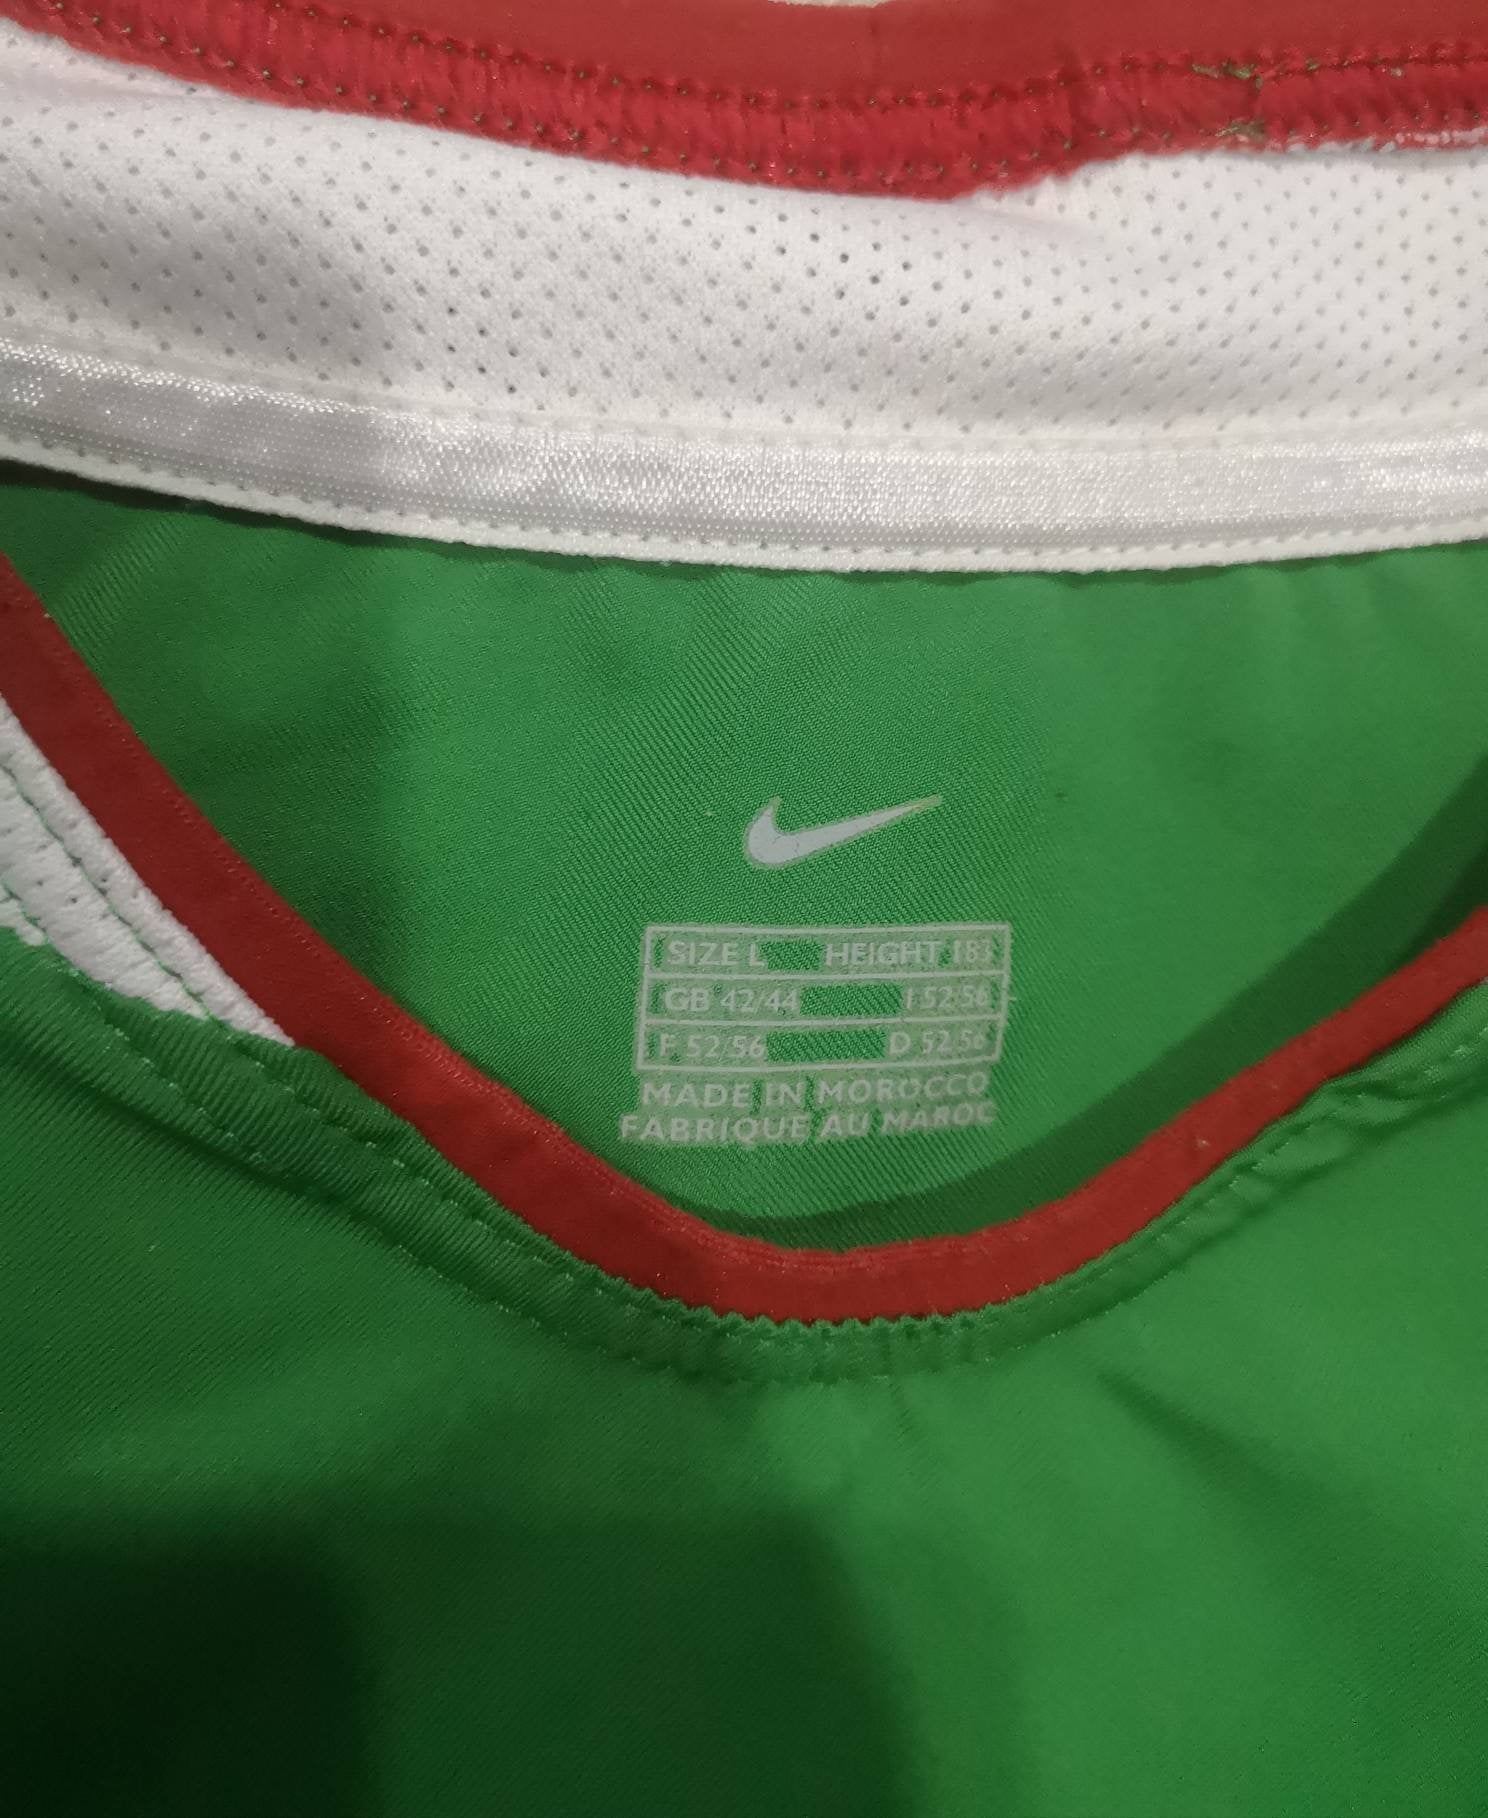 SIZE L HEIGHT 183
GB 42/44 I 52/56
F 52/56 D 52/56
MADE IN MOROCCO
FABRIQUE AU MAROC